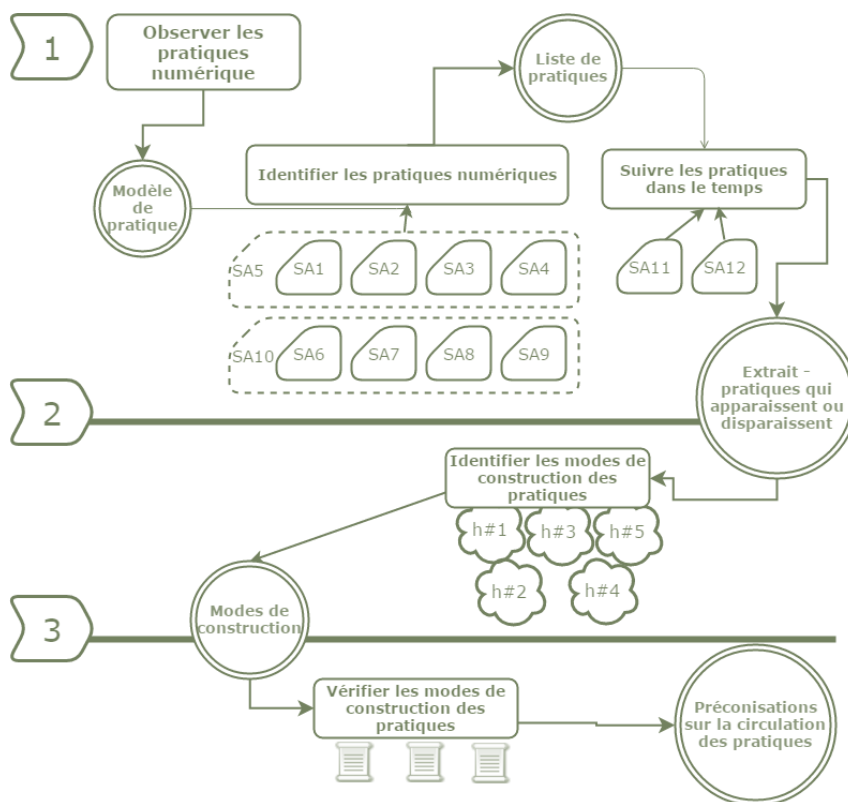 1
Observer les
pratiques
numérique
Liste de
pratiques
Modèle
de
pratique
Identifier les pratiques numériques
Suivre les pratiques
dans le temps
SA5
SA1
SA2
SA3
SA4
SA11
SA12
SA10
SA6
SA7
SA8
SA9
Extrait -
pratiques qui
apparaissent ou
disparaissent
2
Identifier les modes de
construction des
pratiques
h#1
h#3
h#5
h#2
h#4
3
Modes de
construction
Vérifier les modes de
construction des
pratiques
Préconisations
sur la circulation
des pratiques